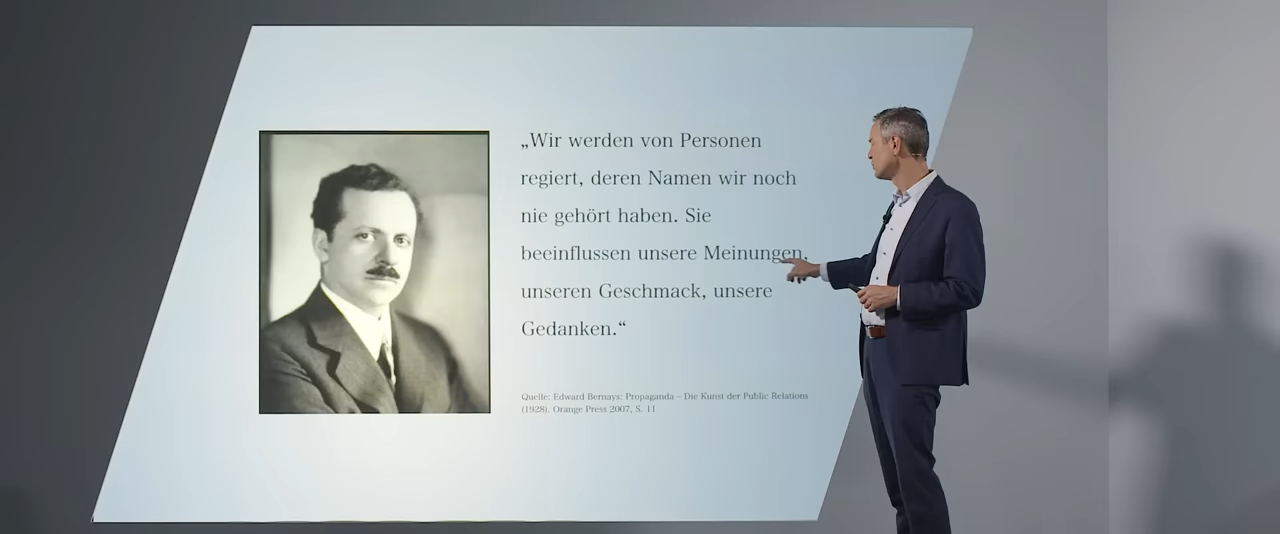 „Wir werden von Personen
regiert, deren Namen wir noch
nie gehört haben. Sie
beeinflussen unsere Meinungen,
unseren Geschmack, unsere
Gedanken.“
Quelle: Edward Bernays: Propaganda – Die Kunst der Public Relations
(1928). Orange Press 2007, S. 11